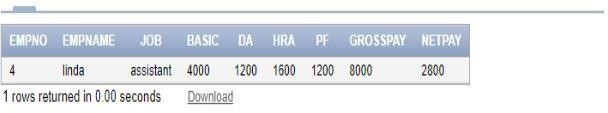 EMPNO EMPNAME JOB BASIC DA HRA PF GROSSPAY NETPAY
4 linda assistant 4000 1200 1600 1200 8000 2800
1 rows returned in 0.00 seconds Download